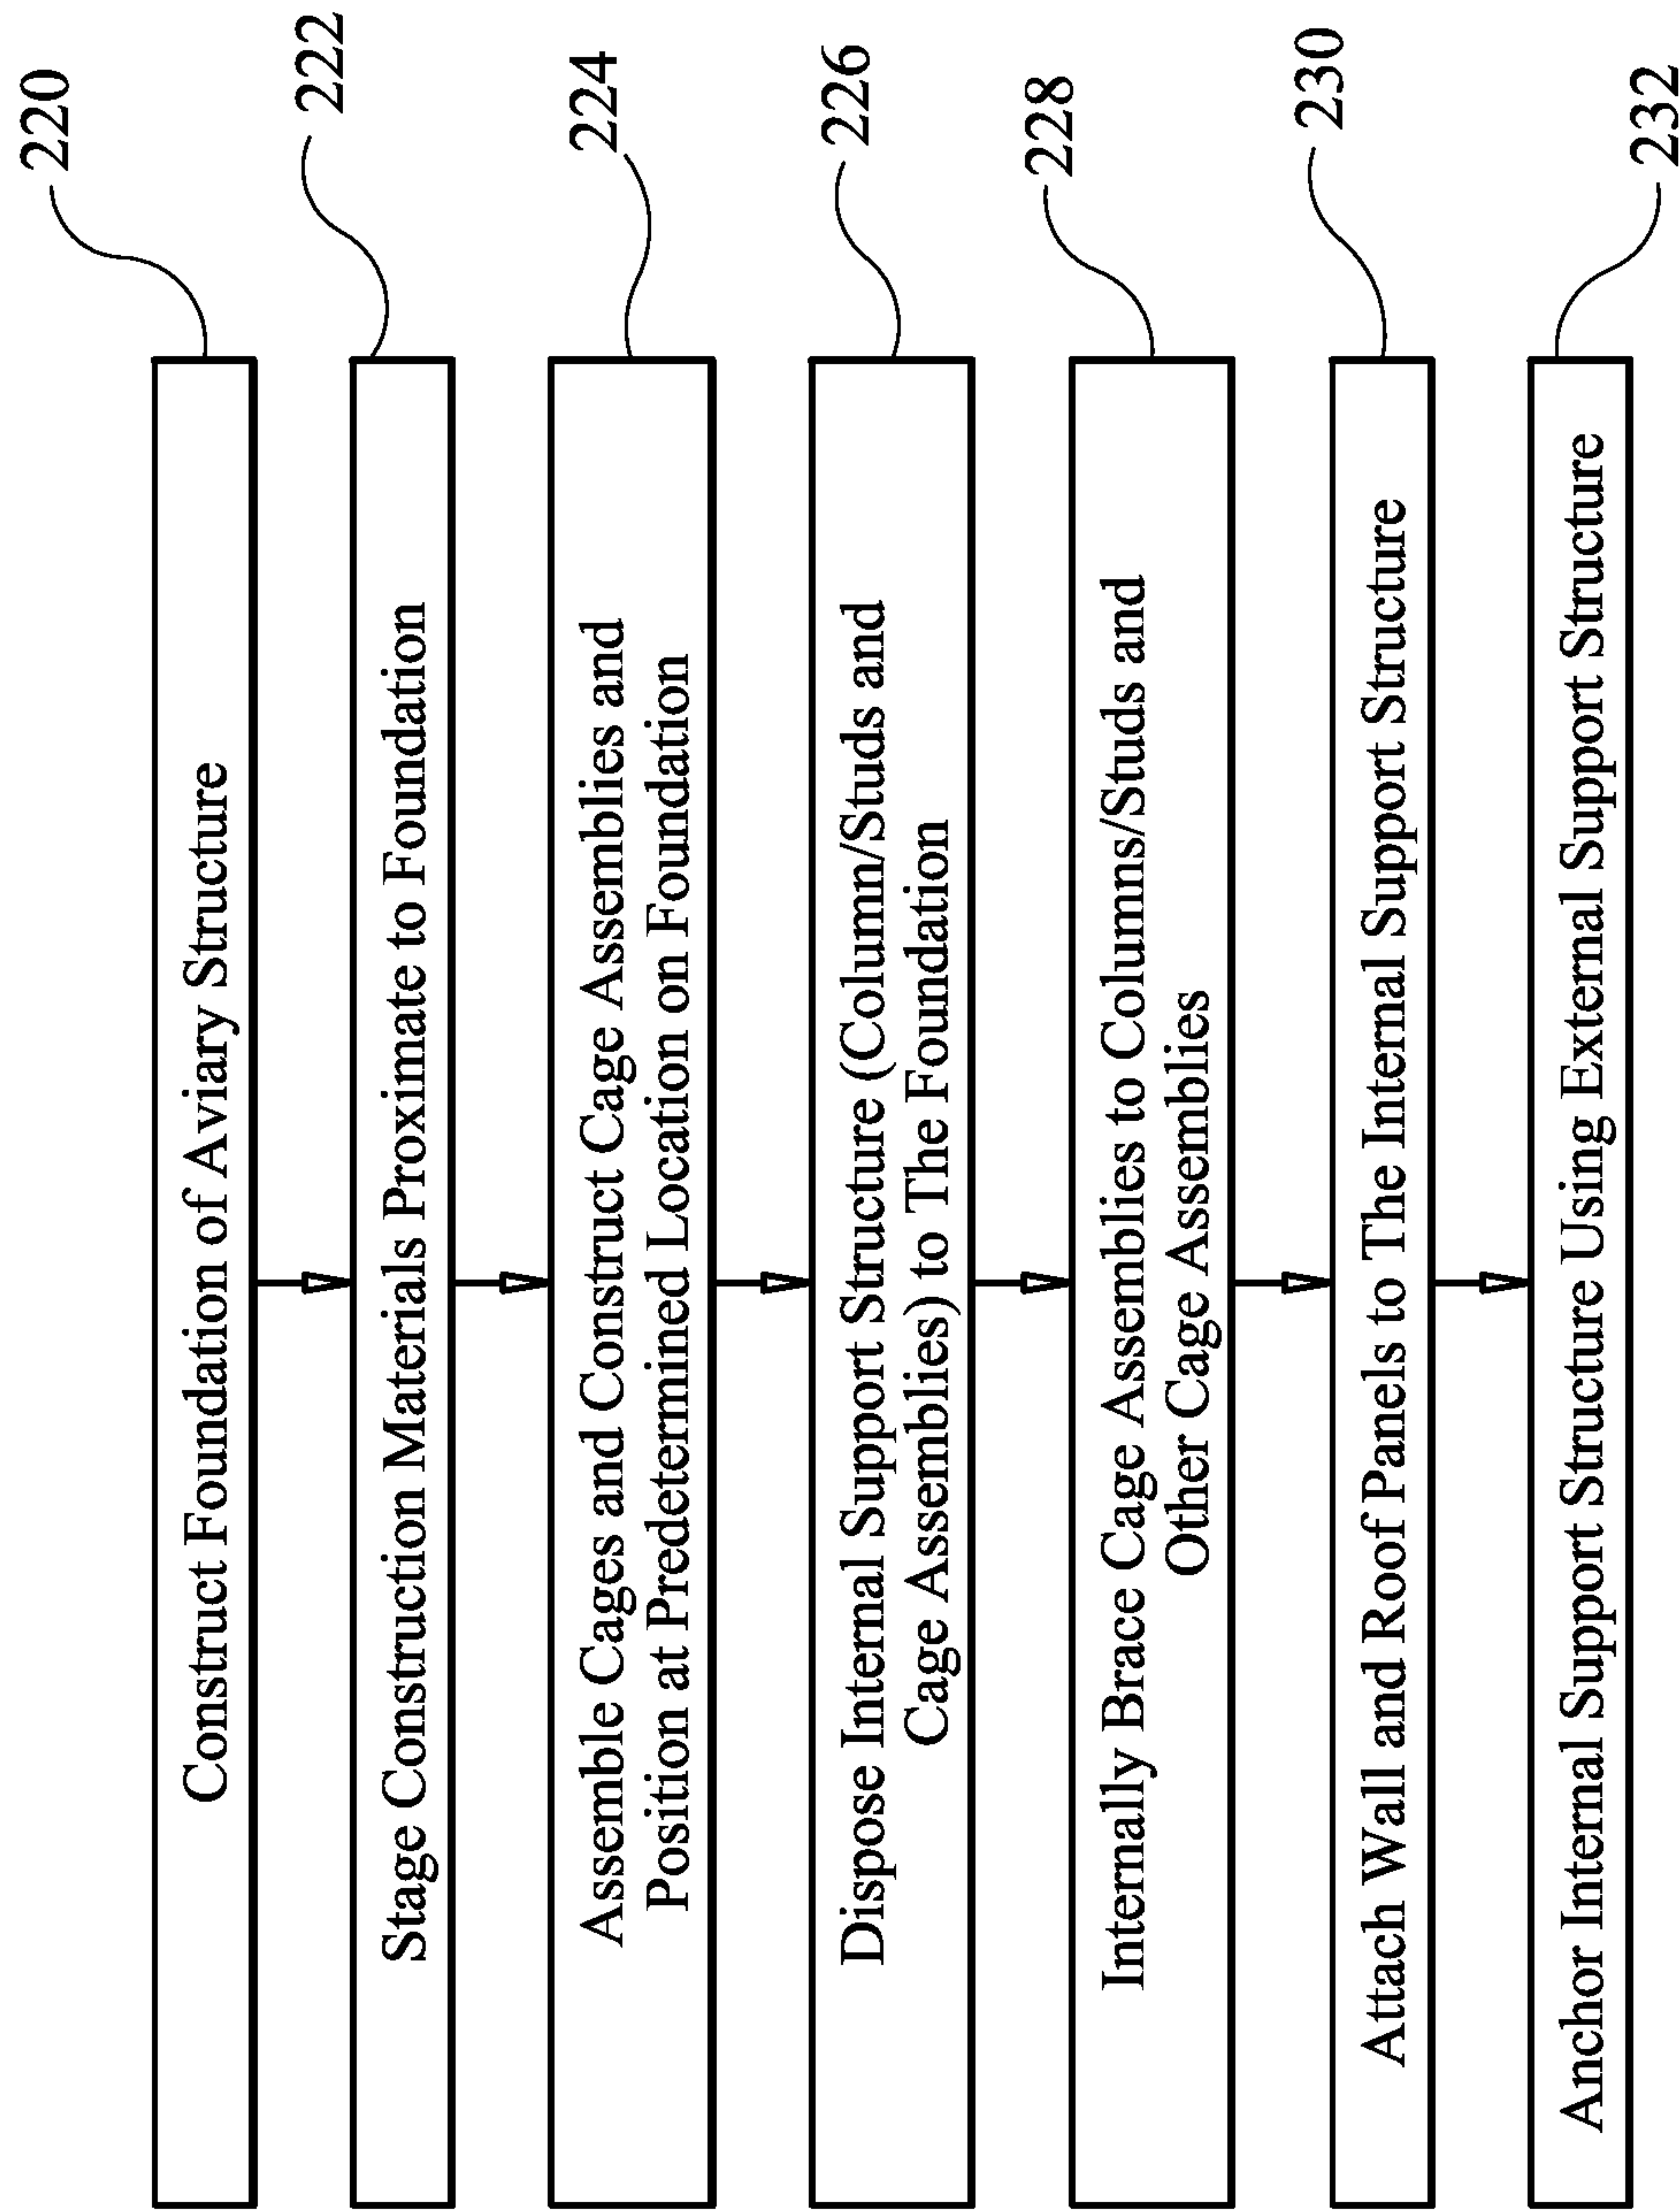 220
Construct Foundation of Aviary Structure
222
Stage Construction Materials Proximate to Foundation
224
Assemble Cages and Construct Cage Assemblies and
Position at Predetermined Location on Foundation
226
Dispose Internal Support Structure (Column/Studs and
Cage Assemblies) to The Foundation
228
Internally Brace Cage Assemblies to Columns/Studs and
Other Cage Assemblies
230
Attach Wall and Roof Panels to The Internal Support Structure
232
Anchor Internal Support Structure Using External Support Structure